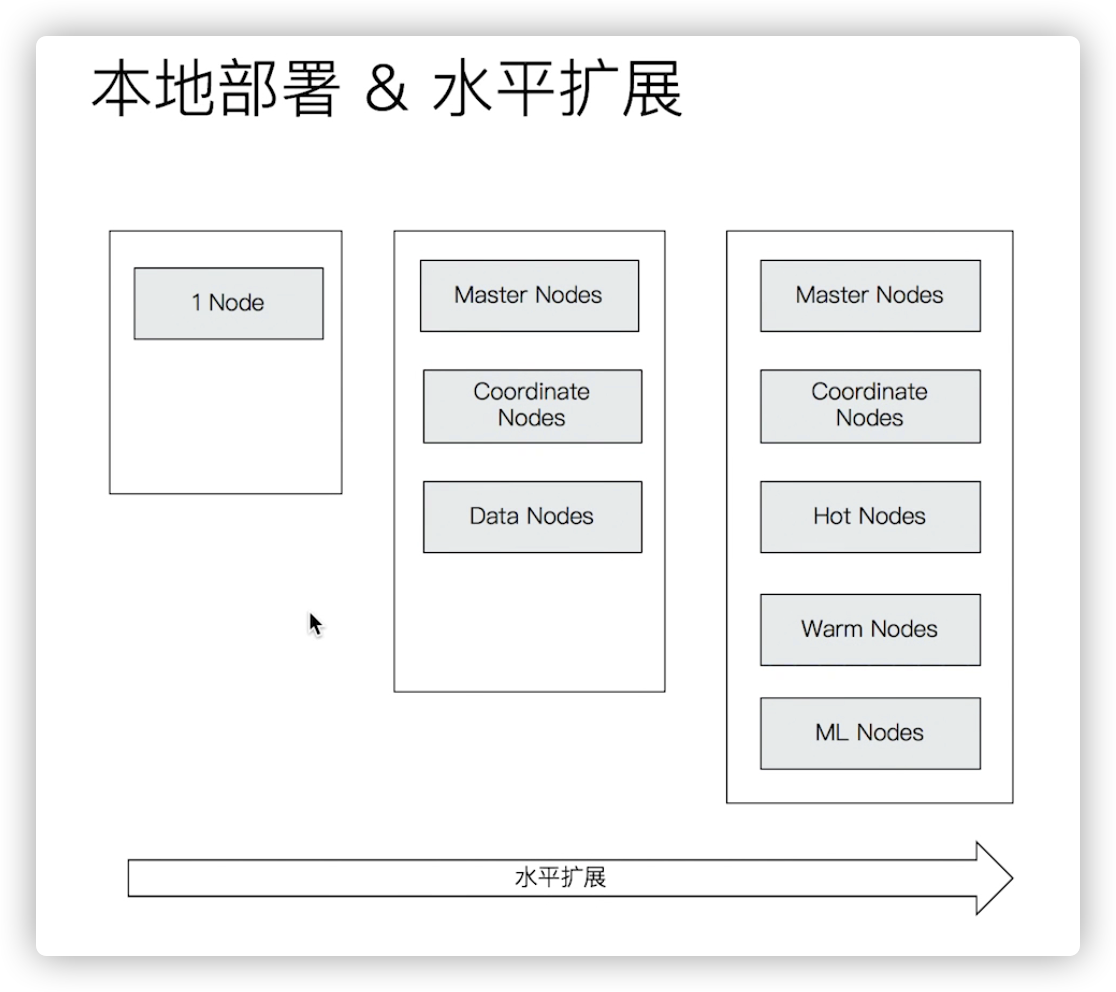 本地部署 & 水平扩展
1 Node
Master Nodes
Coordinate
Nodes
Data Nodes
Master Nodes
Coordinate
Nodes
Hot Nodes
Warm Nodes
ML Nodes
水平扩展